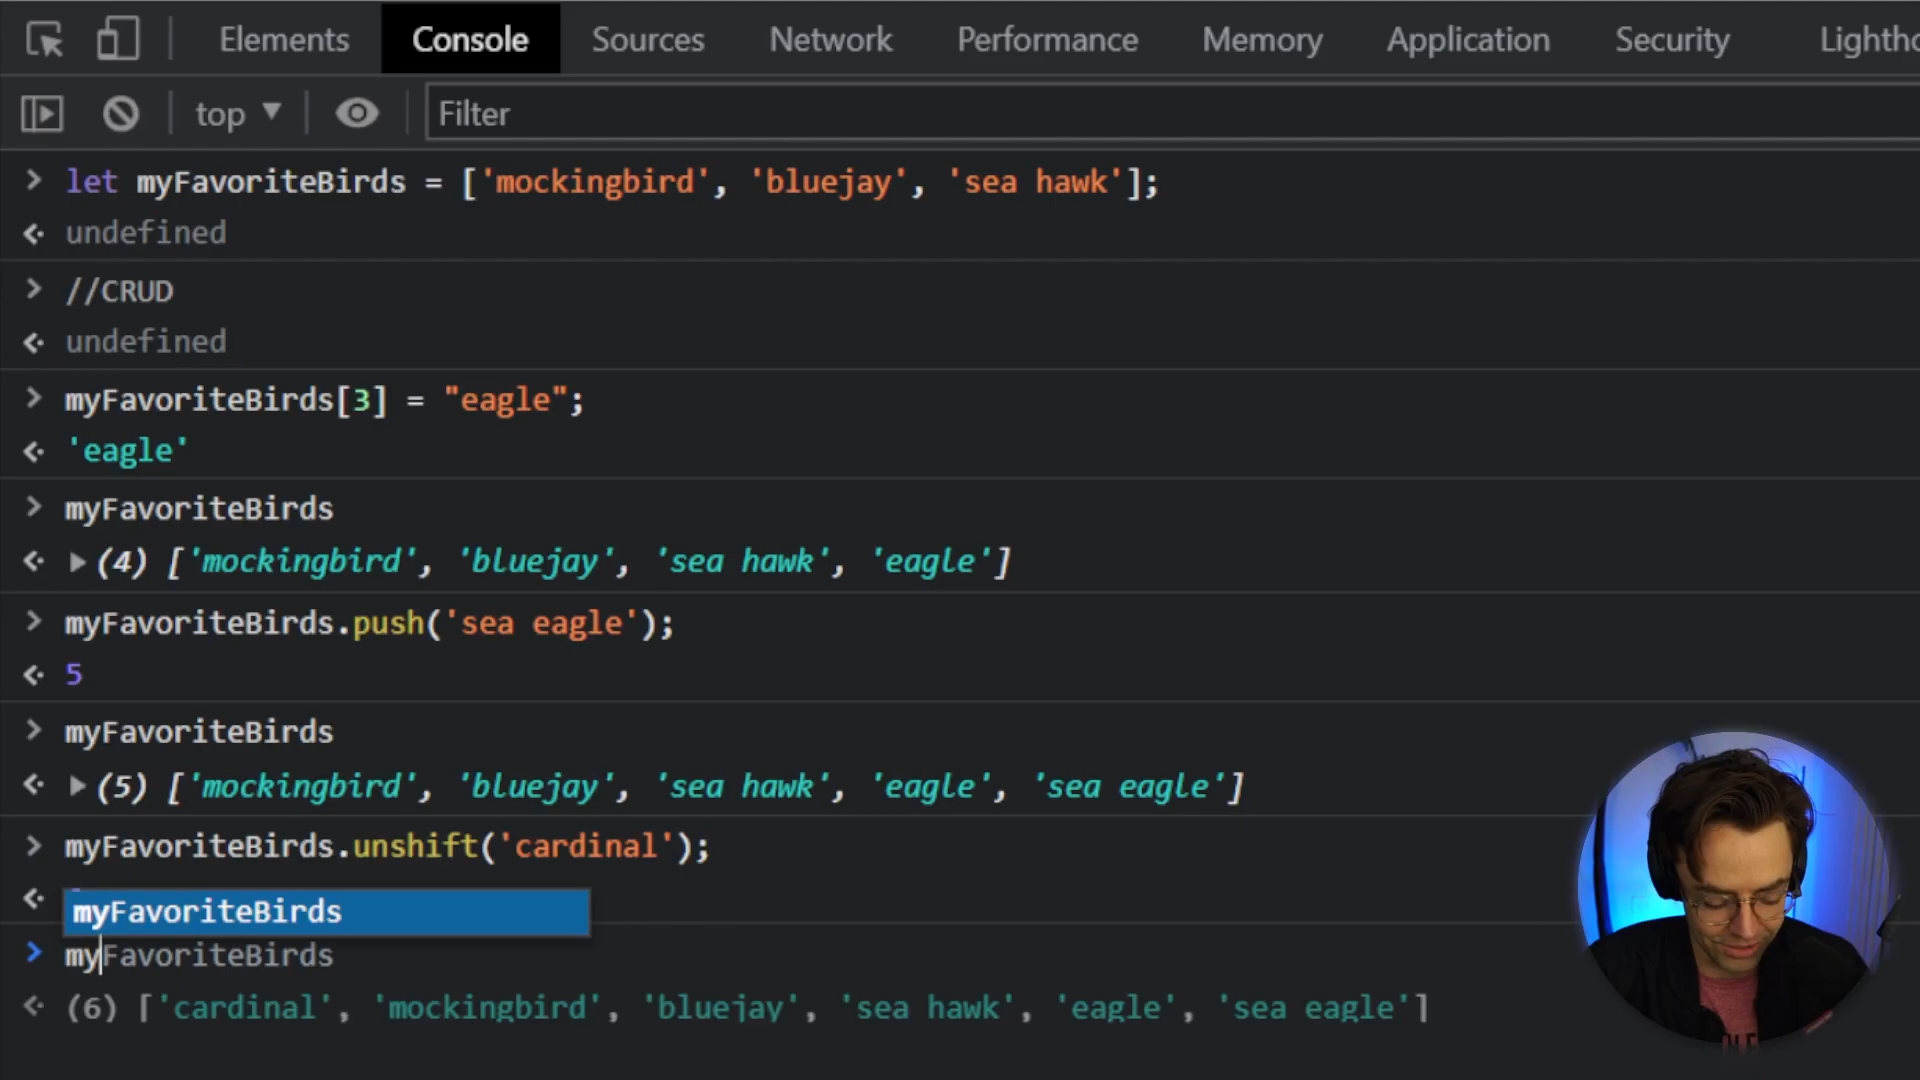 Elements Console Sources Network Performance Memory Application Security Lightho
top Filter
let myFavoriteBirds = ['mockingbird', 'bluejay', 'sea hawk'];
undefined
//CRUD
undefined
myFavoriteBirds[3] = "eagle";
'eagle'
myFavoriteBirds
(4) ['mockingbird', 'bluejay', 'sea hawk', 'eagle']
myFavoriteBirds.push('sea eagle');
5
myFavoriteBirds
(5) ['mockingbird', 'bluejay', 'sea hawk', 'eagle', 'sea eagle']
myFavoriteBirds.unshift('cardinal');
myFavoriteBirds
myFavoriteBirds
(6) ['cardinal', 'mockingbird', 'bluejay', 'sea hawk', 'eagle', 'sea eagle']